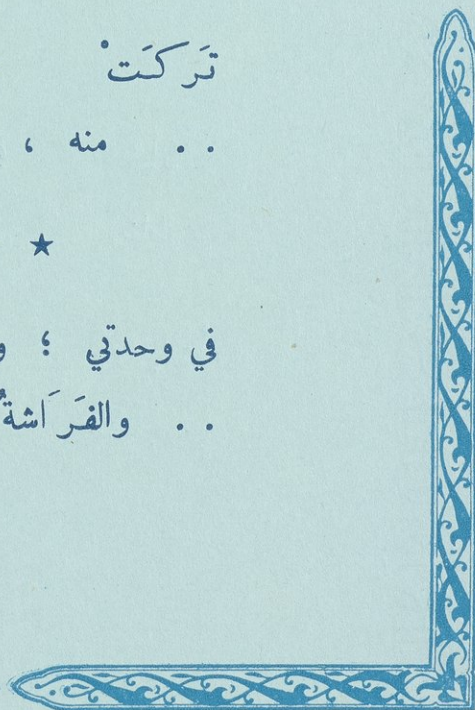 تَركَتْ
.. منه ،
★
في وحدتي ؛ و
.. والفَرَاشةُ